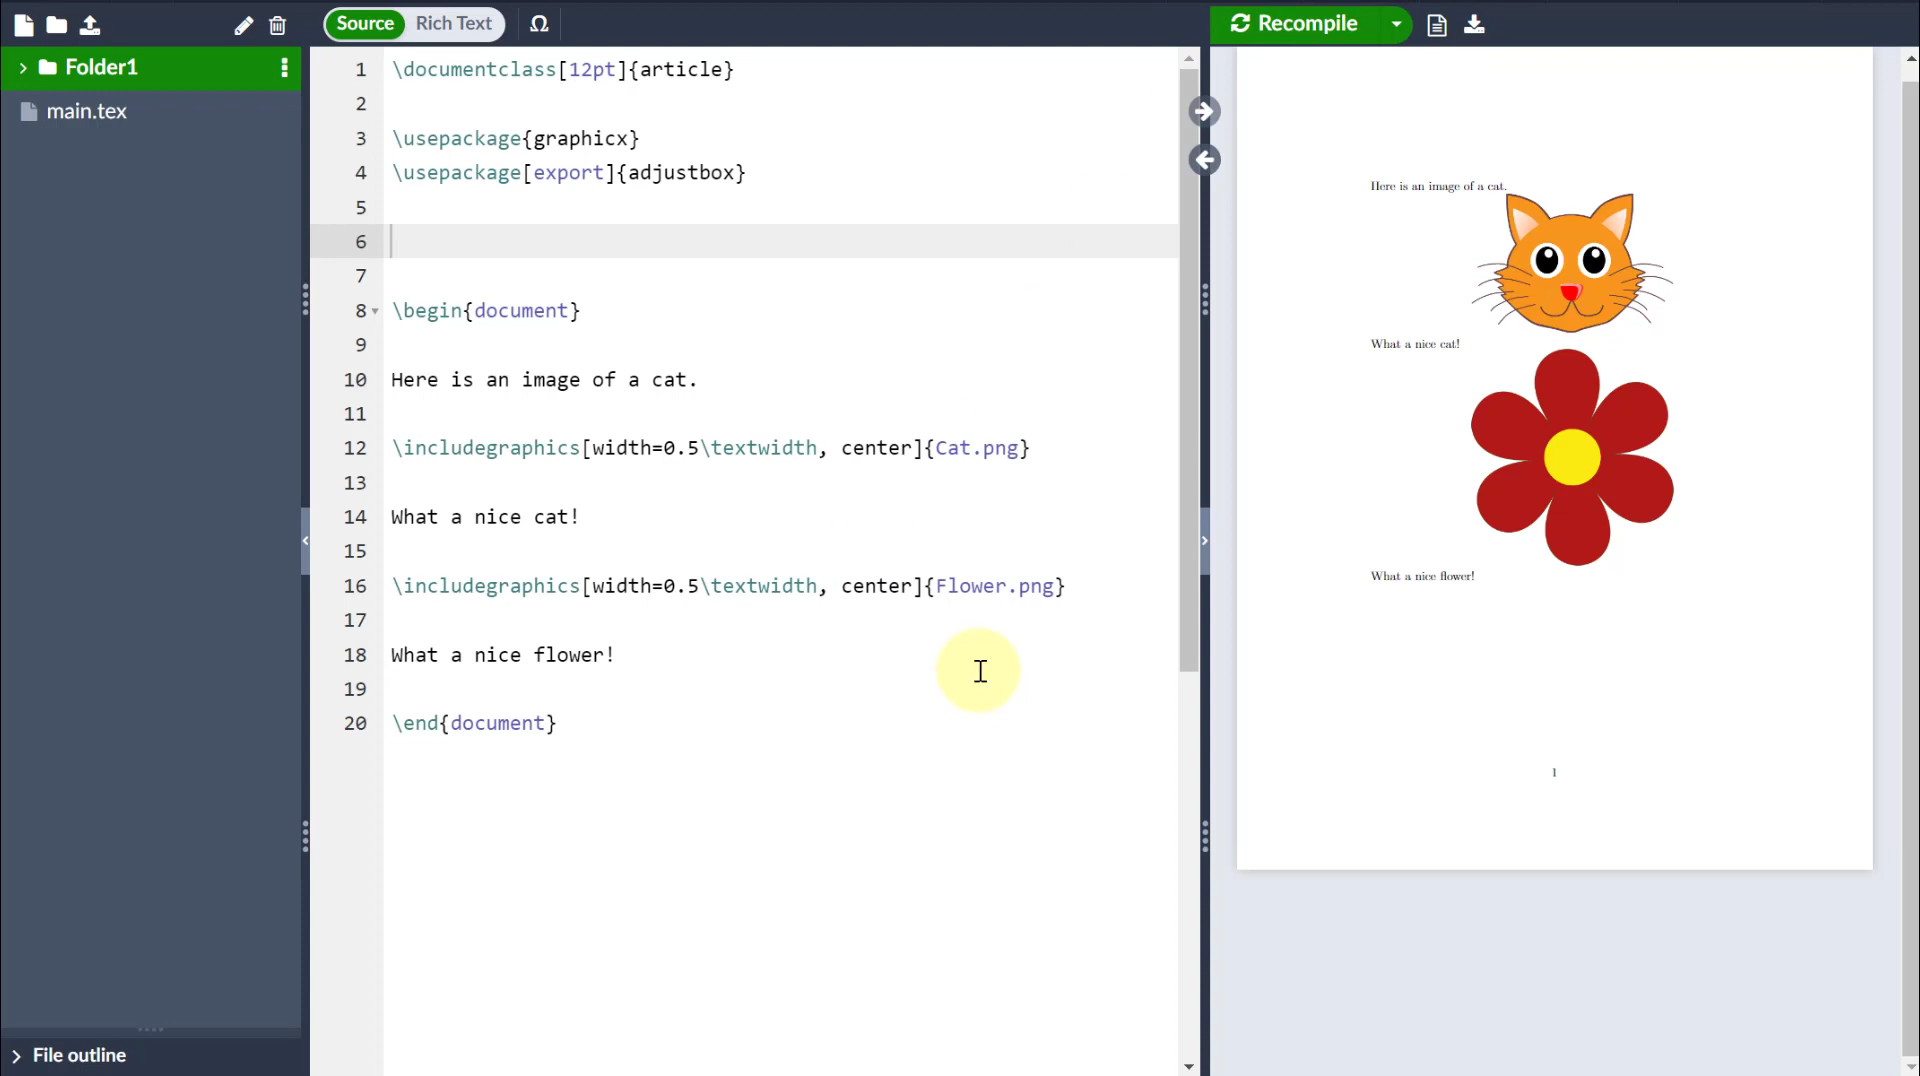 Source Rich Text Ω Recompile
Folder1
main.tex
File outline
1 \documentclass[12pt]{article}
2
3 \usepackage{graphicx}
4 \usepackage[export]{adjustbox}
5
6
7
8 \begin{document}
9
10 Here is an image of a cat.
11
12 \includegraphics[width=0.5\textwidth, center]{Cat.png}
13
14 What a nice cat!
15
16 \includegraphics[width=0.5\textwidth, center]{Flower.png}
17
18 What a nice flower!
19
20 \end{document}
Here is an image of a cat.
What a nice cat!
What a nice flower!
1